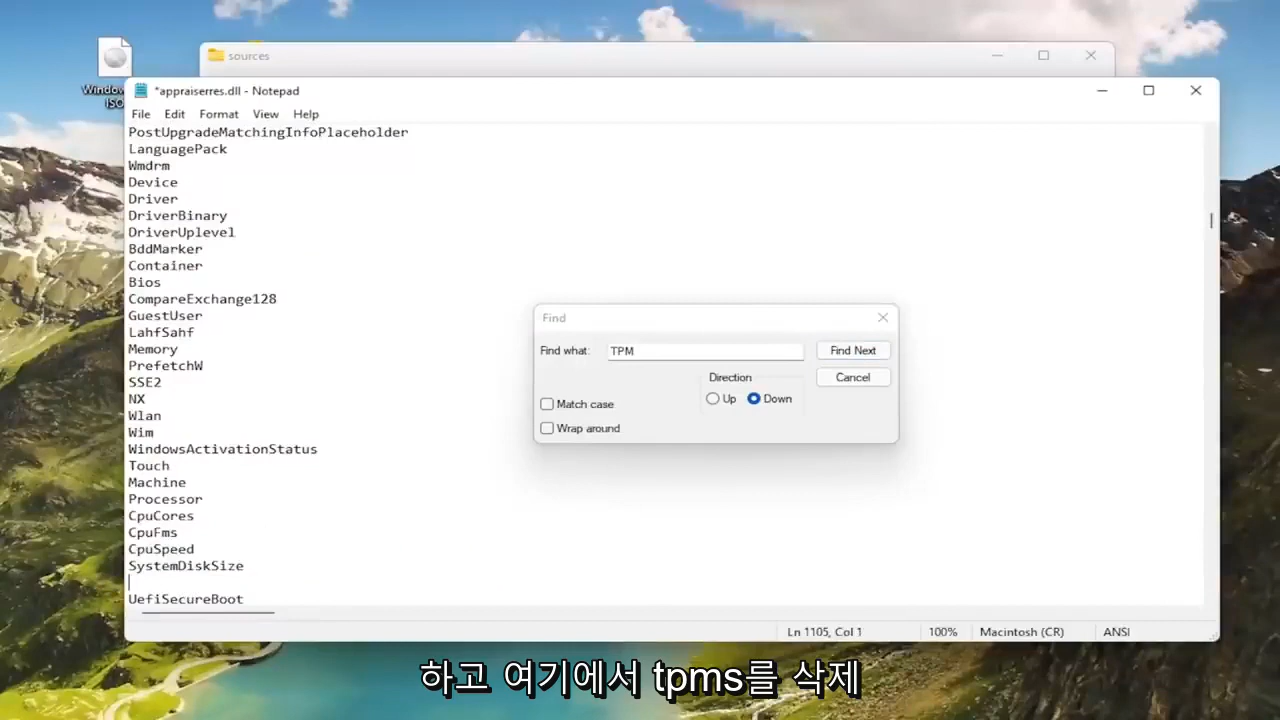 sources
Window
ISO
*appraiserres.dll - Notepad
File Edit Format View Help
PostUpgradeMatchingInfoPlaceholder
LanguagePack
Wmdrm
Device
Driver
DriverBinary
DriverUplevel
BddMarker
Container
Bios
CompareExchange128
GuestUser
LahfSahf
Memory
PrefetchW
SSE2
NX
Wlan
Wim
WindowsActivationStatus
Touch
Machine
Processor
CpuCores
CpuFms
CpuSpeed
SystemDiskSize
UefiSecureBoot
Find
Find what: TPM Find Next
Direction Cancel
Up Down
Match case
Wrap around
Ln 1105, Col 1 100% Macintosh (CR) ANSI
하고 여기에서 tpms를 삭제